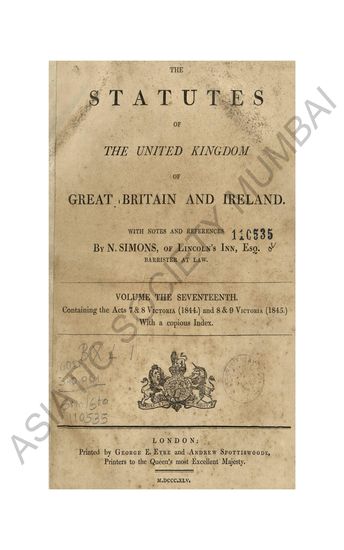 THE
STATUTES
OF
THE UNITED KINGDOM
OF
GREAT BRITAIN AND IRELAND.
WITH NOTES AND REFERENCES
110535
By N. SIMONS, OF LINCOLN'S INN, ESQ.
BARRISTER AT LAW.
VOLUME THE SEVENTEENTH.
Containing the Acts 7 & 8 VICTORIA (1844.) and 8 & 9 VICTORIA (1845.)
With a copious Index.
110535
LONDON:
Printed by GEORGE E. EYRE and ANDREW SPOTTISWOODE,
Printers to the Queen's most Excellent Majesty.
M.DCCC.XLV.
ASIATIC SOCIETY MUMBAI